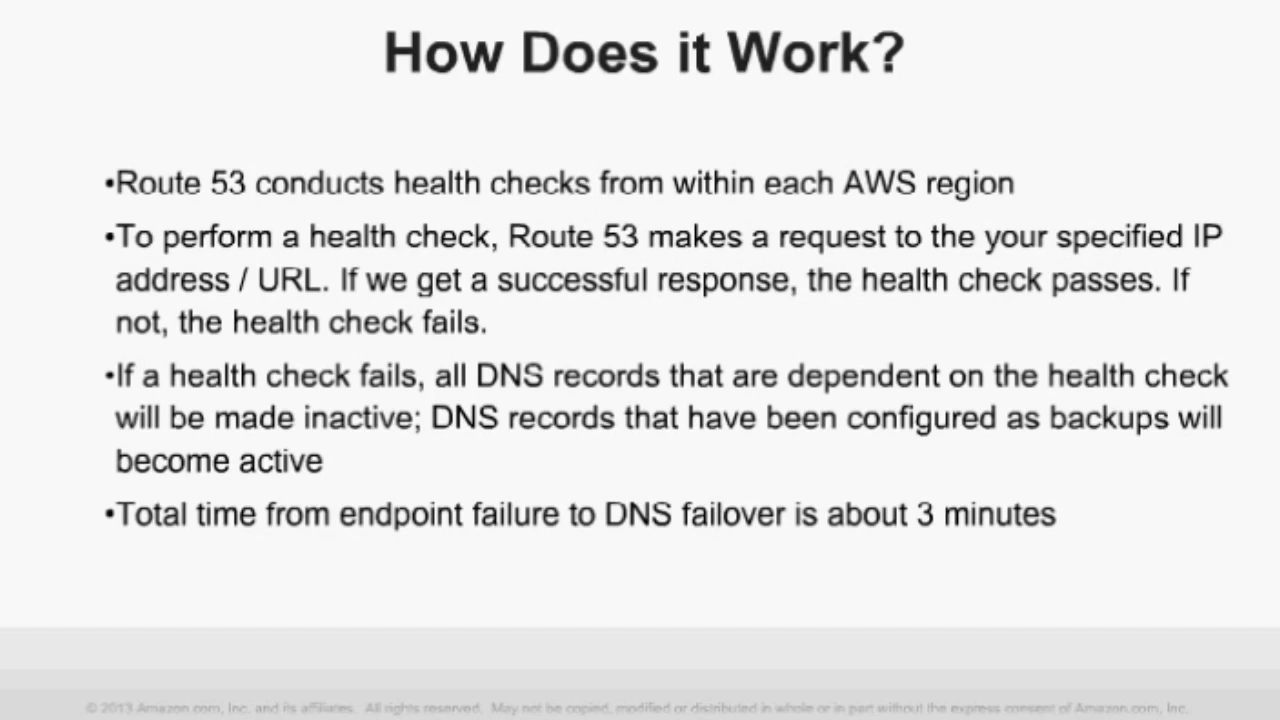 How Does it Work?
•Route 53 conducts health checks from within each AWS region
•To perform a health check, Route 53 makes a request to the your specified IP
address / URL. If we get a successful response, the health check passes. If
not, the health check fails.
•If a health check fails, all DNS records that are dependent on the health check
will be made inactive; DNS records that have been configured as backups will
become active
•Total time from endpoint failure to DNS failover is about 3 minutes
© 2013 Amazon.com, Inc. and its affiliates. All rights reserved. May not be copied, modified or distributed in whole or in part without the express consent of Amazon.com, Inc.